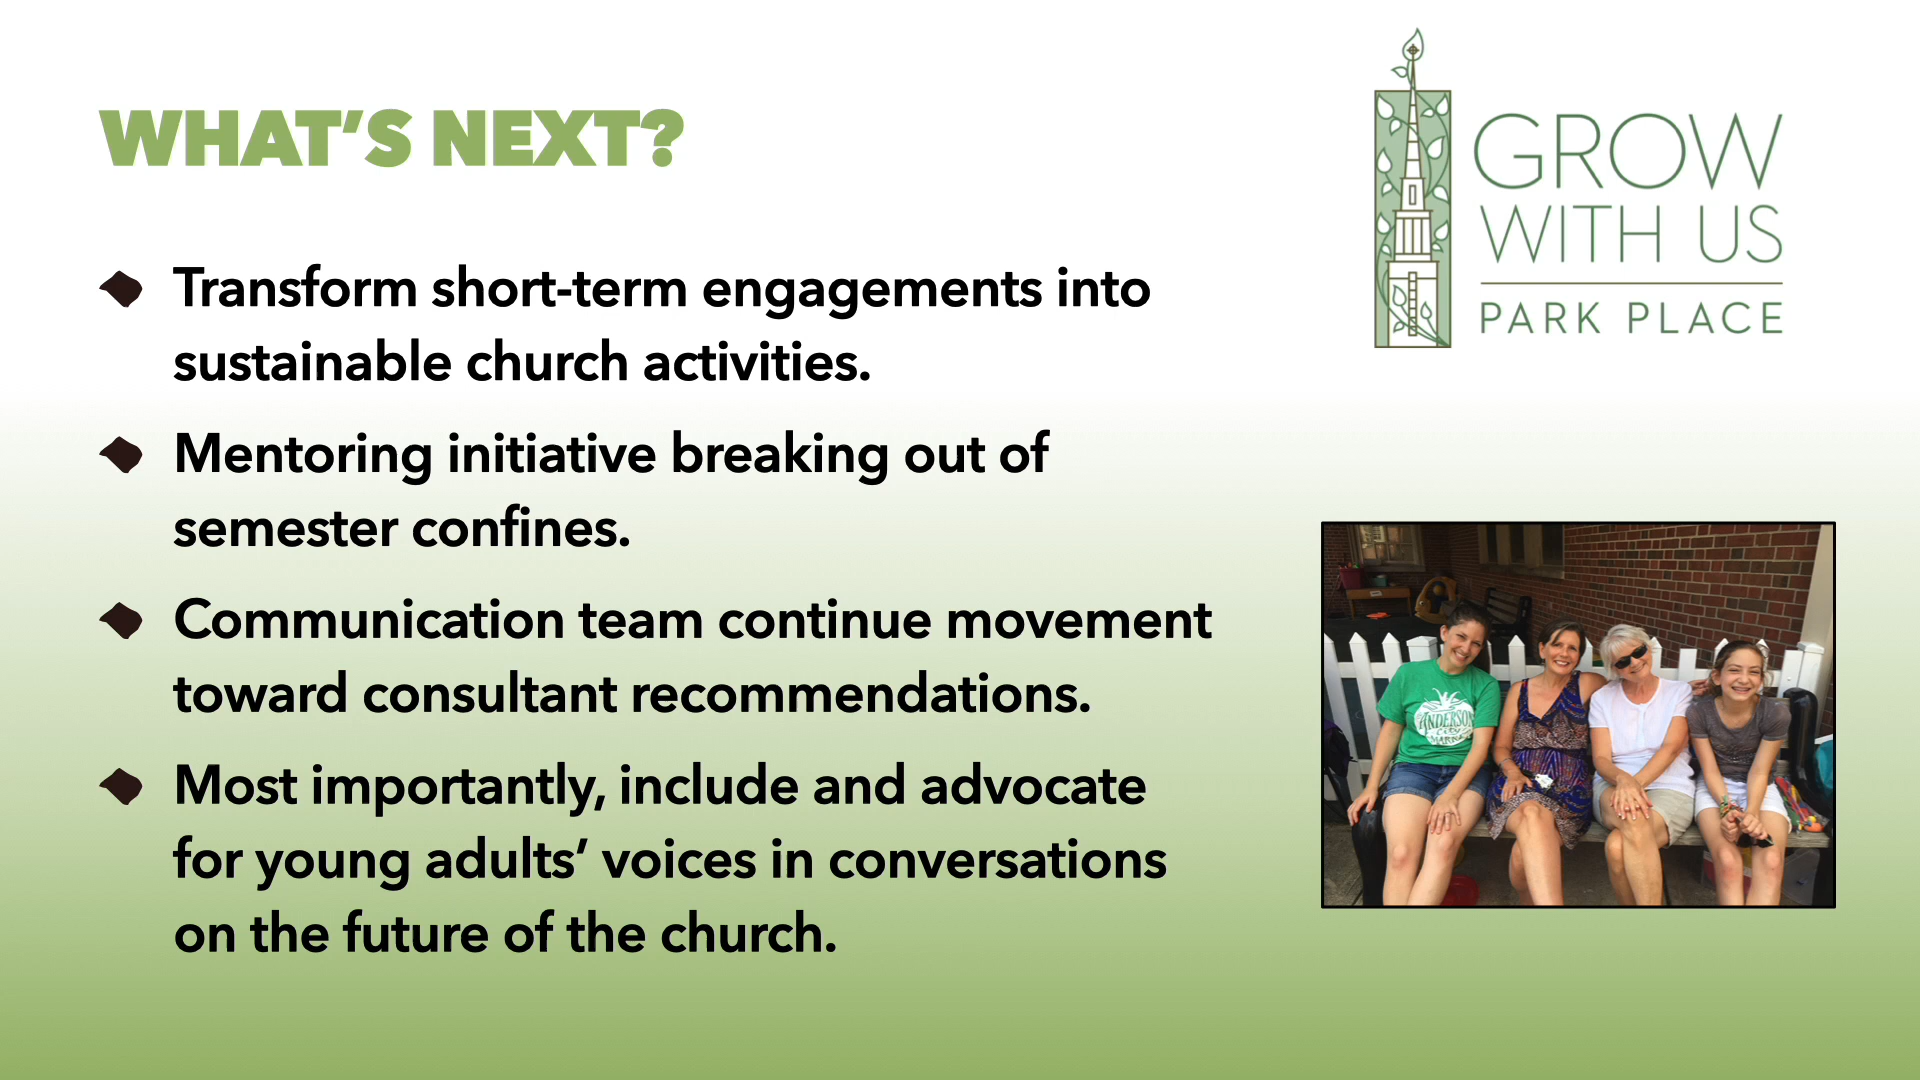 WHAT’S NEXT?
GROW
WITH US
PARK PLACE
Transform short-term engagements into
sustainable church activities.
Mentoring initiative breaking out of
semester confines.
Communication team continue movement
toward consultant recommendations.
Most importantly, include and advocate
for young adults’ voices in conversations
on the future of the church.
ANDERSON
City